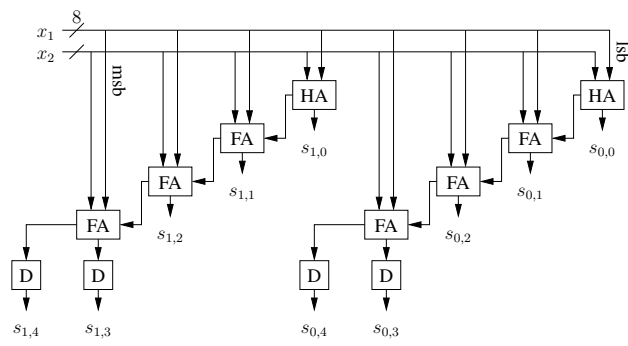 8
x₁
x₂
msb
lsb
HA
HA
s₁,₀
s₀,₀
FA
FA
s₁,₁
s₀,₁
FA
FA
s₁,₂
s₀,₂
FA
FA
D
D
D
D
s₁,₄
s₁,₃
s₀,₄
s₀,₃